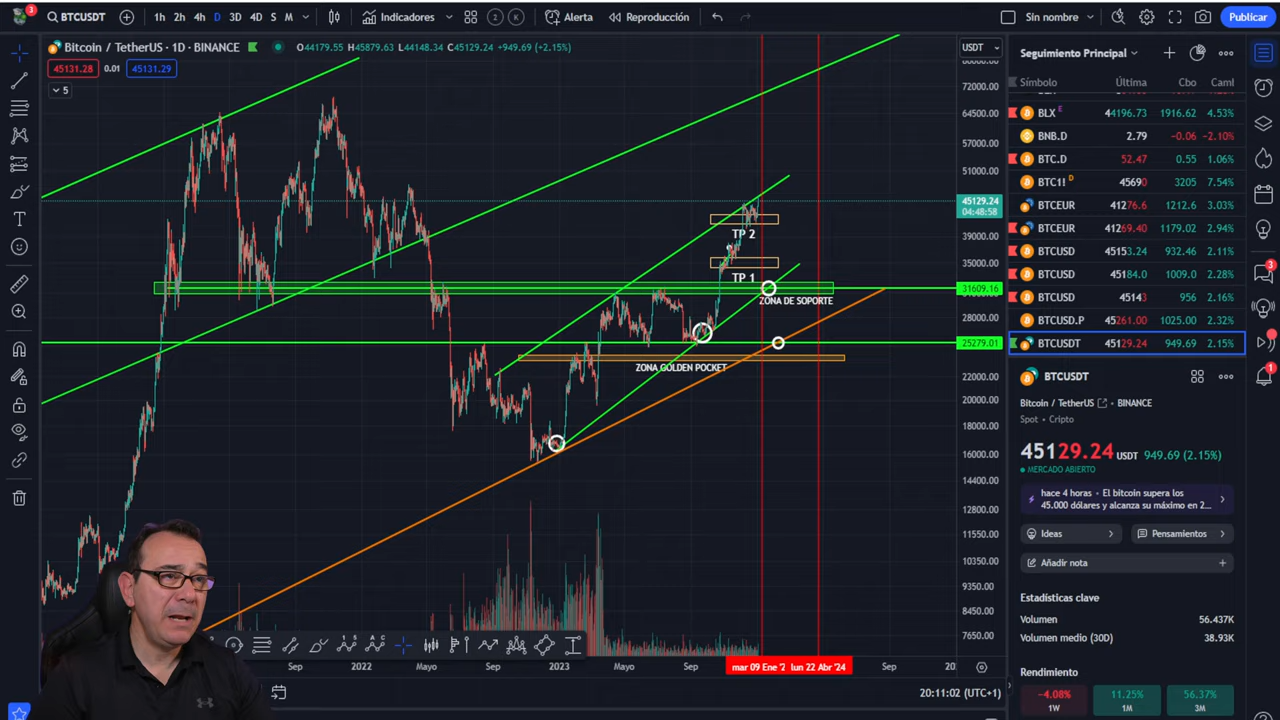 3
BTCUSDT
1h 2h 4h D 3D 4D S M
Indicadores
2 K
Alerta
Reproducción
Sin nombre
Publicar
Bitcoin / TetherUS · 1D · BINANCE
O44179.55 H45879.63 L44148.34 C45129.24 +949.69 (+2.15%)
45131.28 0.01 45131.29
5
USDT
72000.00
64500.00
57000.00
51000.00
45129.24
04:48:58
39000.00
35000.00
31609.16
28000.00
25279.01
22000.00
20000.00
18000.00
16000.00
14400.00
12800.00
11550.00
10350.00
9350.00
8450.00
7650.00
TP 2
TP 1
ZONA DE SOPORTE
ZONA GOLDEN POCKET
Sep 2022 Mayo Sep 2023 Mayo Sep
mar 09 Ene '2 lun 22 Abr '24
Sep
20:11:02 (UTC+1)
Seguimiento Principal
Símbolo Última Cbo Caml
BLX E 44196.73 1916.62 4.53%
BNB.D 2.79 -0.06 -2.10%
BTC.D 52.47 0.55 1.06%
BTC1! D 45690 3205 7.54%
BTCEUR 41276.6 1212.6 3.03%
BTCEUR 41269.40 1179.02 2.94%
BTCUSD 45153.24 932.46 2.11%
BTCUSD 45184.0 1009.0 2.28%
BTCUSD 45143 956 2.16%
BTCUSD.P 45261.00 1025.00 2.32%
BTCUSDT 45129.24 949.69 2.15%
BTCUSDT
Bitcoin / TetherUS BINANCE
Spot · Cripto
45129.24 USDT 949.69 (2.15%)
MERCADO ABIERTO
hace 4 horas · El bitcoin supera los
45.000 dólares y alcanza su máximo en 2...
Ideas
Pensamientos
Añadir nota
Estadísticas clave
Volumen 56.437K
Volumen medio (30D) 38.93K
Rendimiento
-4.08% 11.25% 56.37%
1W 1M 3M
3
1